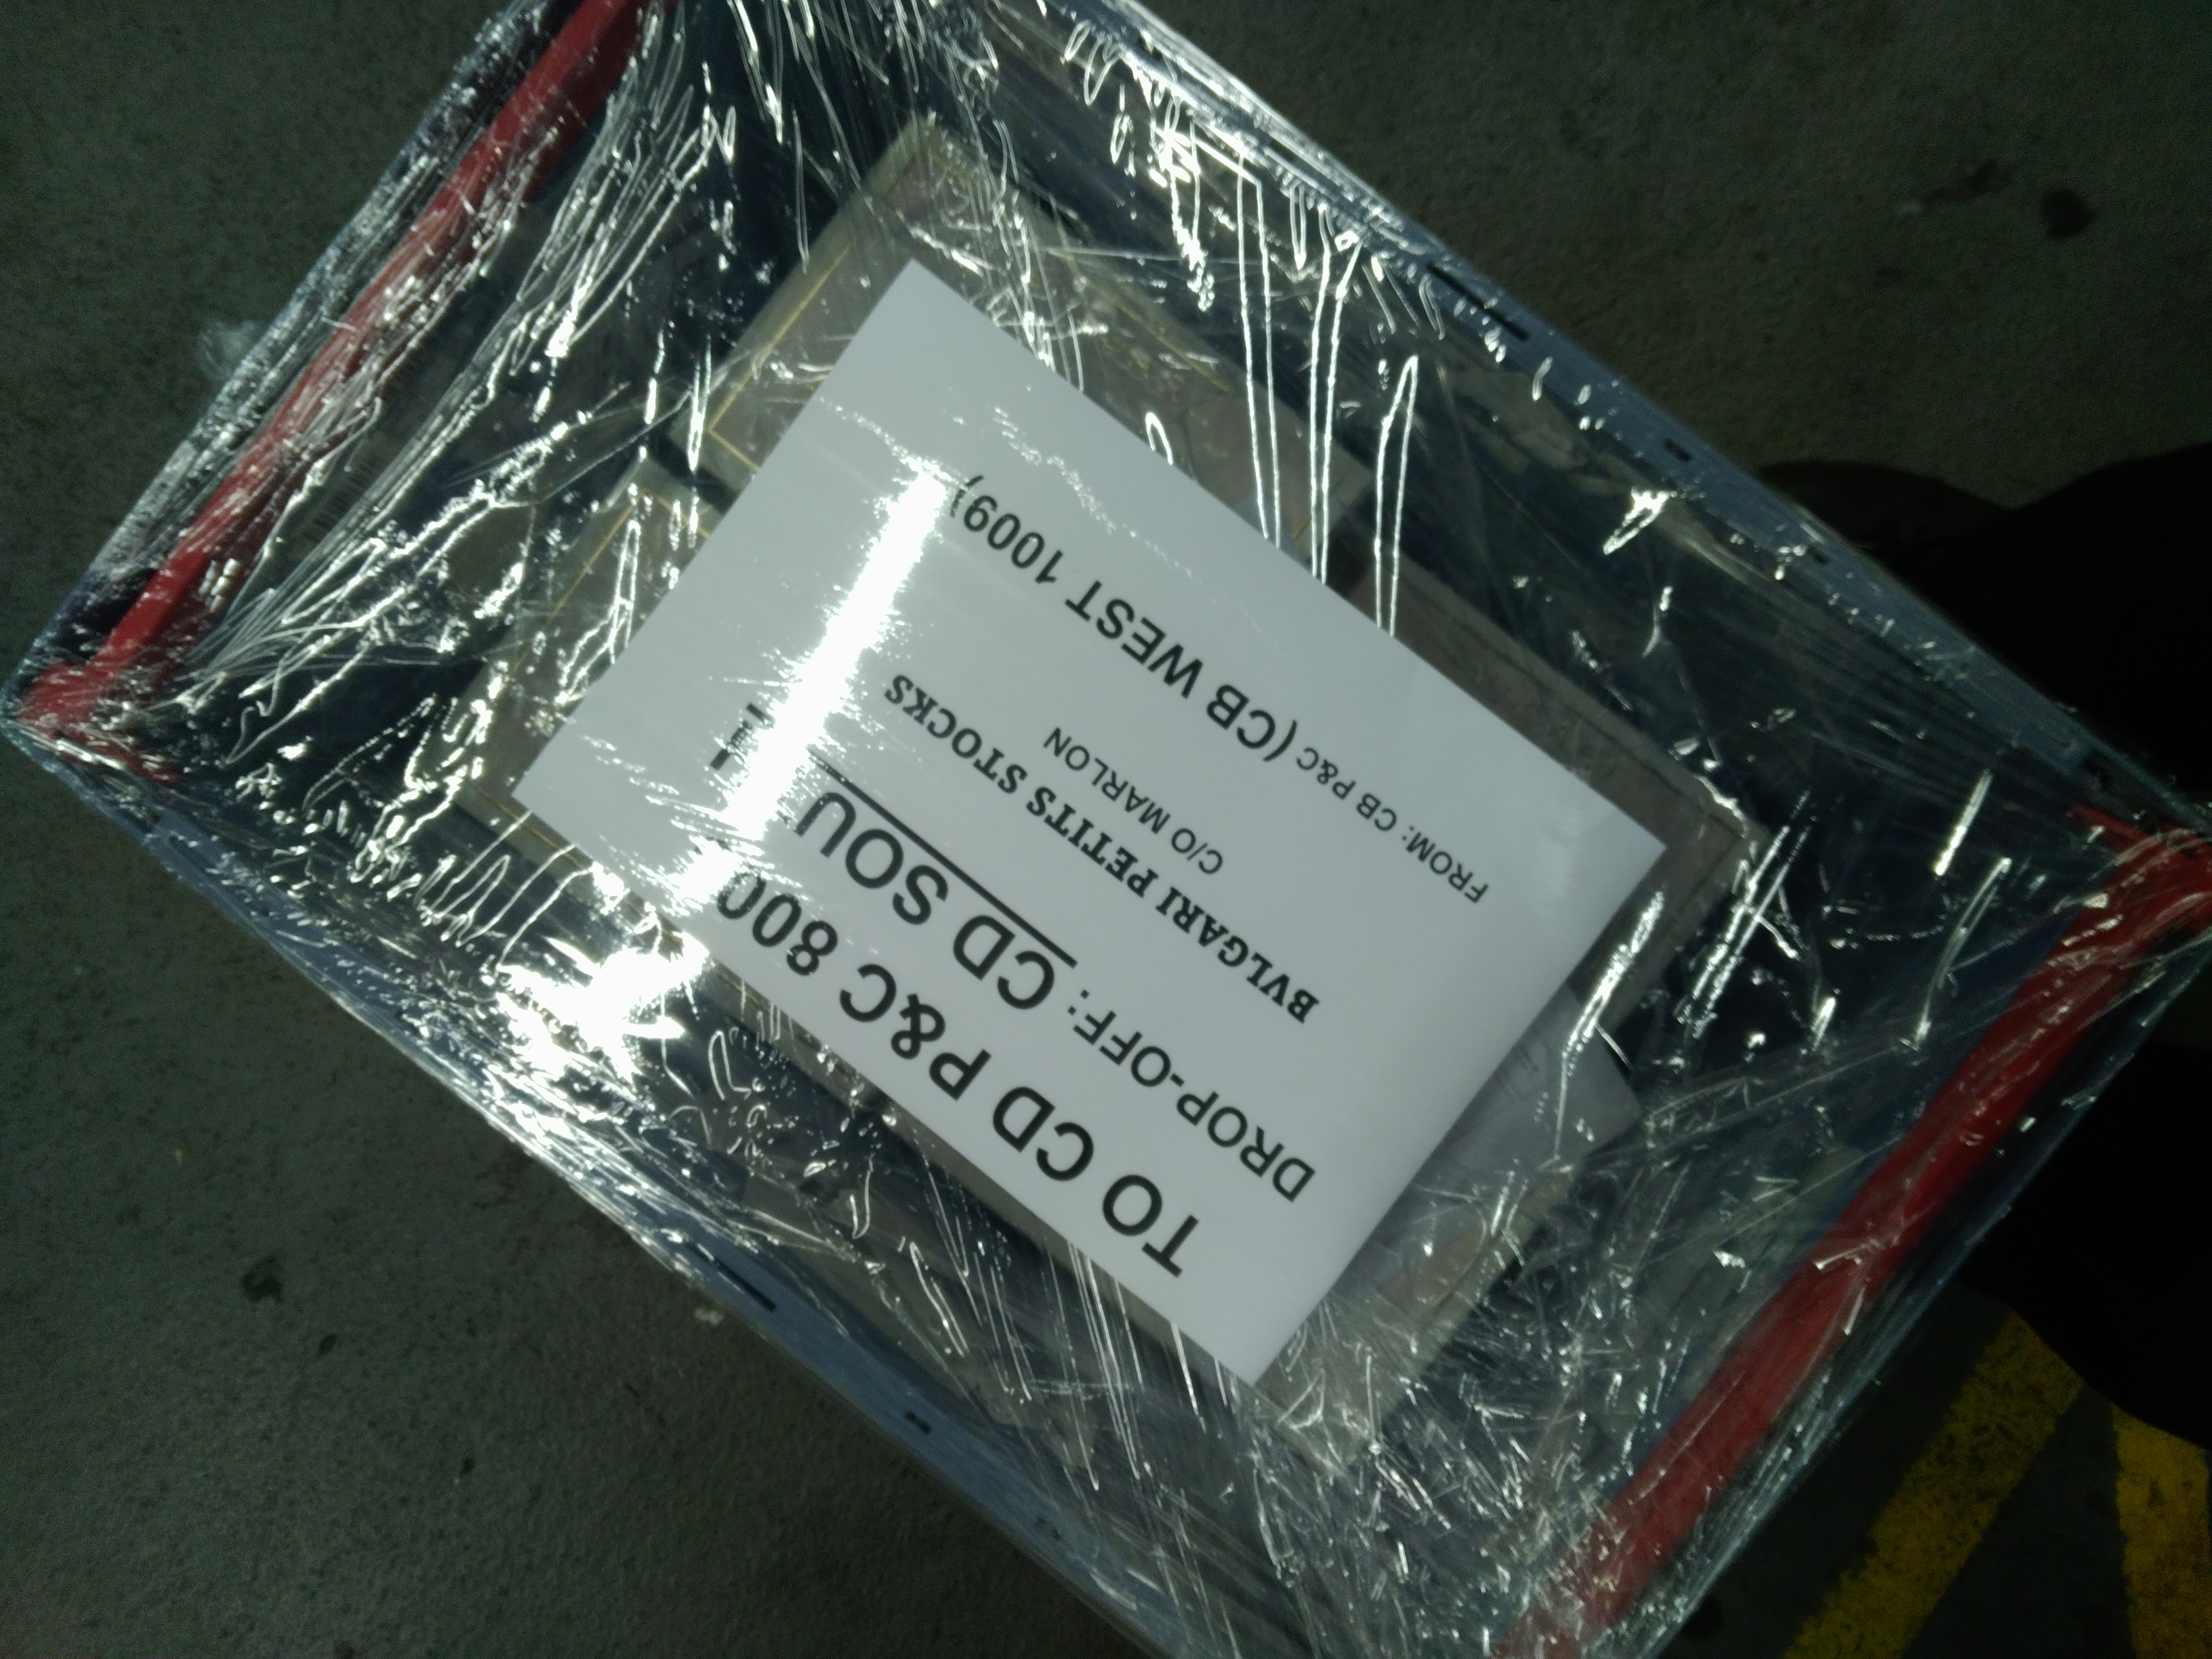 TO CD P&C 800
DROP-OFF: CD SOU
BVLGARI PETITS STOCKS
C/O MARLON
FROM: CB P&C (CB WEST 1009)